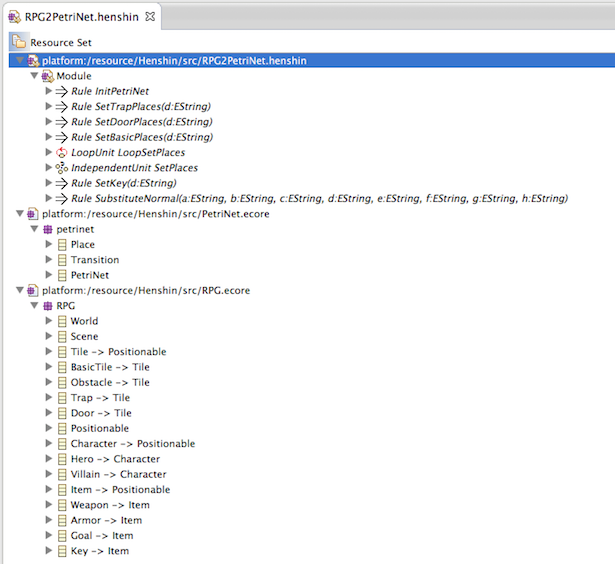 RPG2PetriNet.henshin
Resource Set
platform:/resource/Henshin/src/RPG2PetriNet.henshin
Module
Rule InitPetriNet
Rule SetTrapPlaces(d:EString)
Rule SetDoorPlaces(d:EString)
Rule SetBasicPlaces(d:EString)
LoopUnit LoopSetPlaces
IndependentUnit SetPlaces
Rule SetKey(d:EString)
Rule SubstituteNormal(a:EString, b:EString, c:EString, d:EString, e:EString, f:EString, g:EString, h:EString)
platform:/resource/Henshin/src/PetriNet.ecore
petrinet
Place
Transition
PetriNet
platform:/resource/Henshin/src/RPG.ecore
RPG
World
Scene
Tile -> Positionable
BasicTile -> Tile
Obstacle -> Tile
Trap -> Tile
Door -> Tile
Positionable
Character -> Positionable
Hero -> Character
Villain -> Character
Item -> Positionable
Weapon -> Item
Armor -> Item
Goal -> Item
Key -> Item